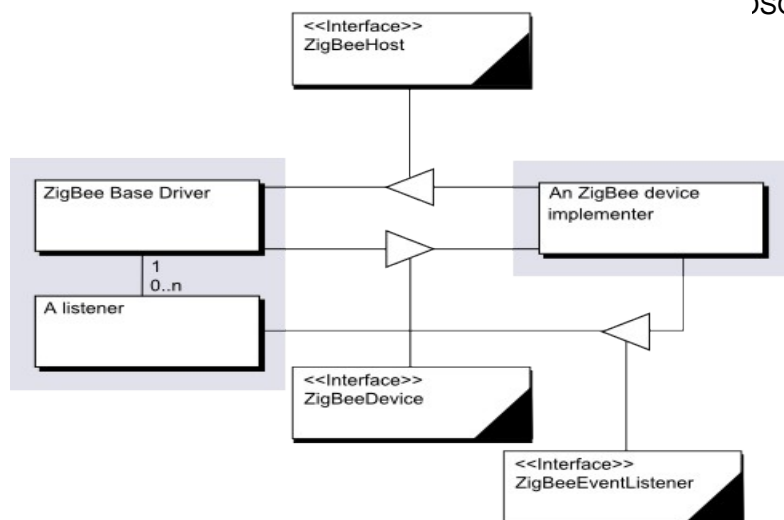 <<Interface>>
ZigBeeHost
ZigBee Base Driver
An ZigBee device
implementer
1
0..n
A listener
<<Interface>>
ZigBeeDevice
<<Interface>>
ZigBeeEventListener